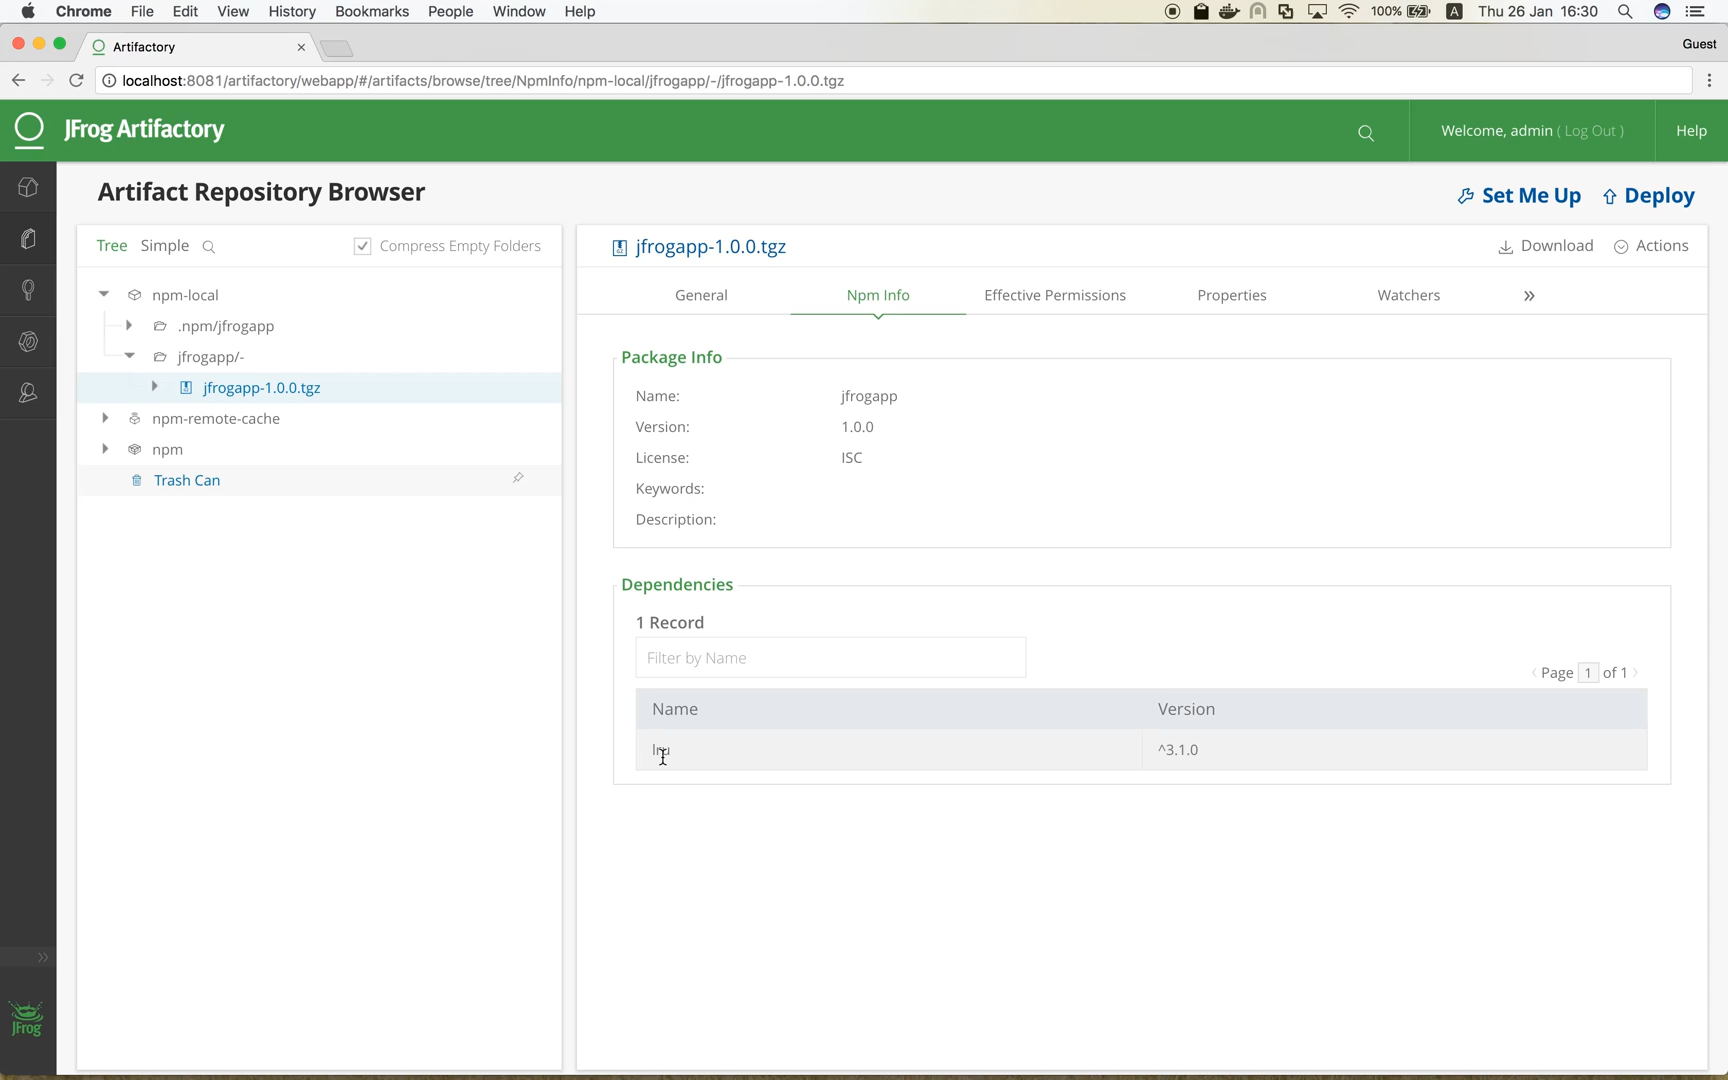 Chrome File Edit View History Bookmarks People Window Help 100% A Thu 26 Jan 16:30
Artifactory Guest
localhost:8081/artifactory/webapp/#/artifacts/browse/tree/NpmInfo/npm-local/jfrogapp/-/jfrogapp-1.0.0.tgz
JFrog Artifactory Welcome, admin ( Log Out ) Help
Artifact Repository Browser Set Me Up Deploy
Tree Simple Compress Empty Folders
npm-local
.npm/jfrogapp
jfrogapp/-
jfrogapp-1.0.0.tgz
npm-remote-cache
npm
Trash Can
jfrogapp-1.0.0.tgz Download Actions
General Npm Info Effective Permissions Properties Watchers »
Package Info
Name: jfrogapp
Version: 1.0.0
License: ISC
Keywords:
Description:
Dependencies
1 Record
Filter by Name
Page 1 of 1
Name Version
lru ^3.1.0
JFrog